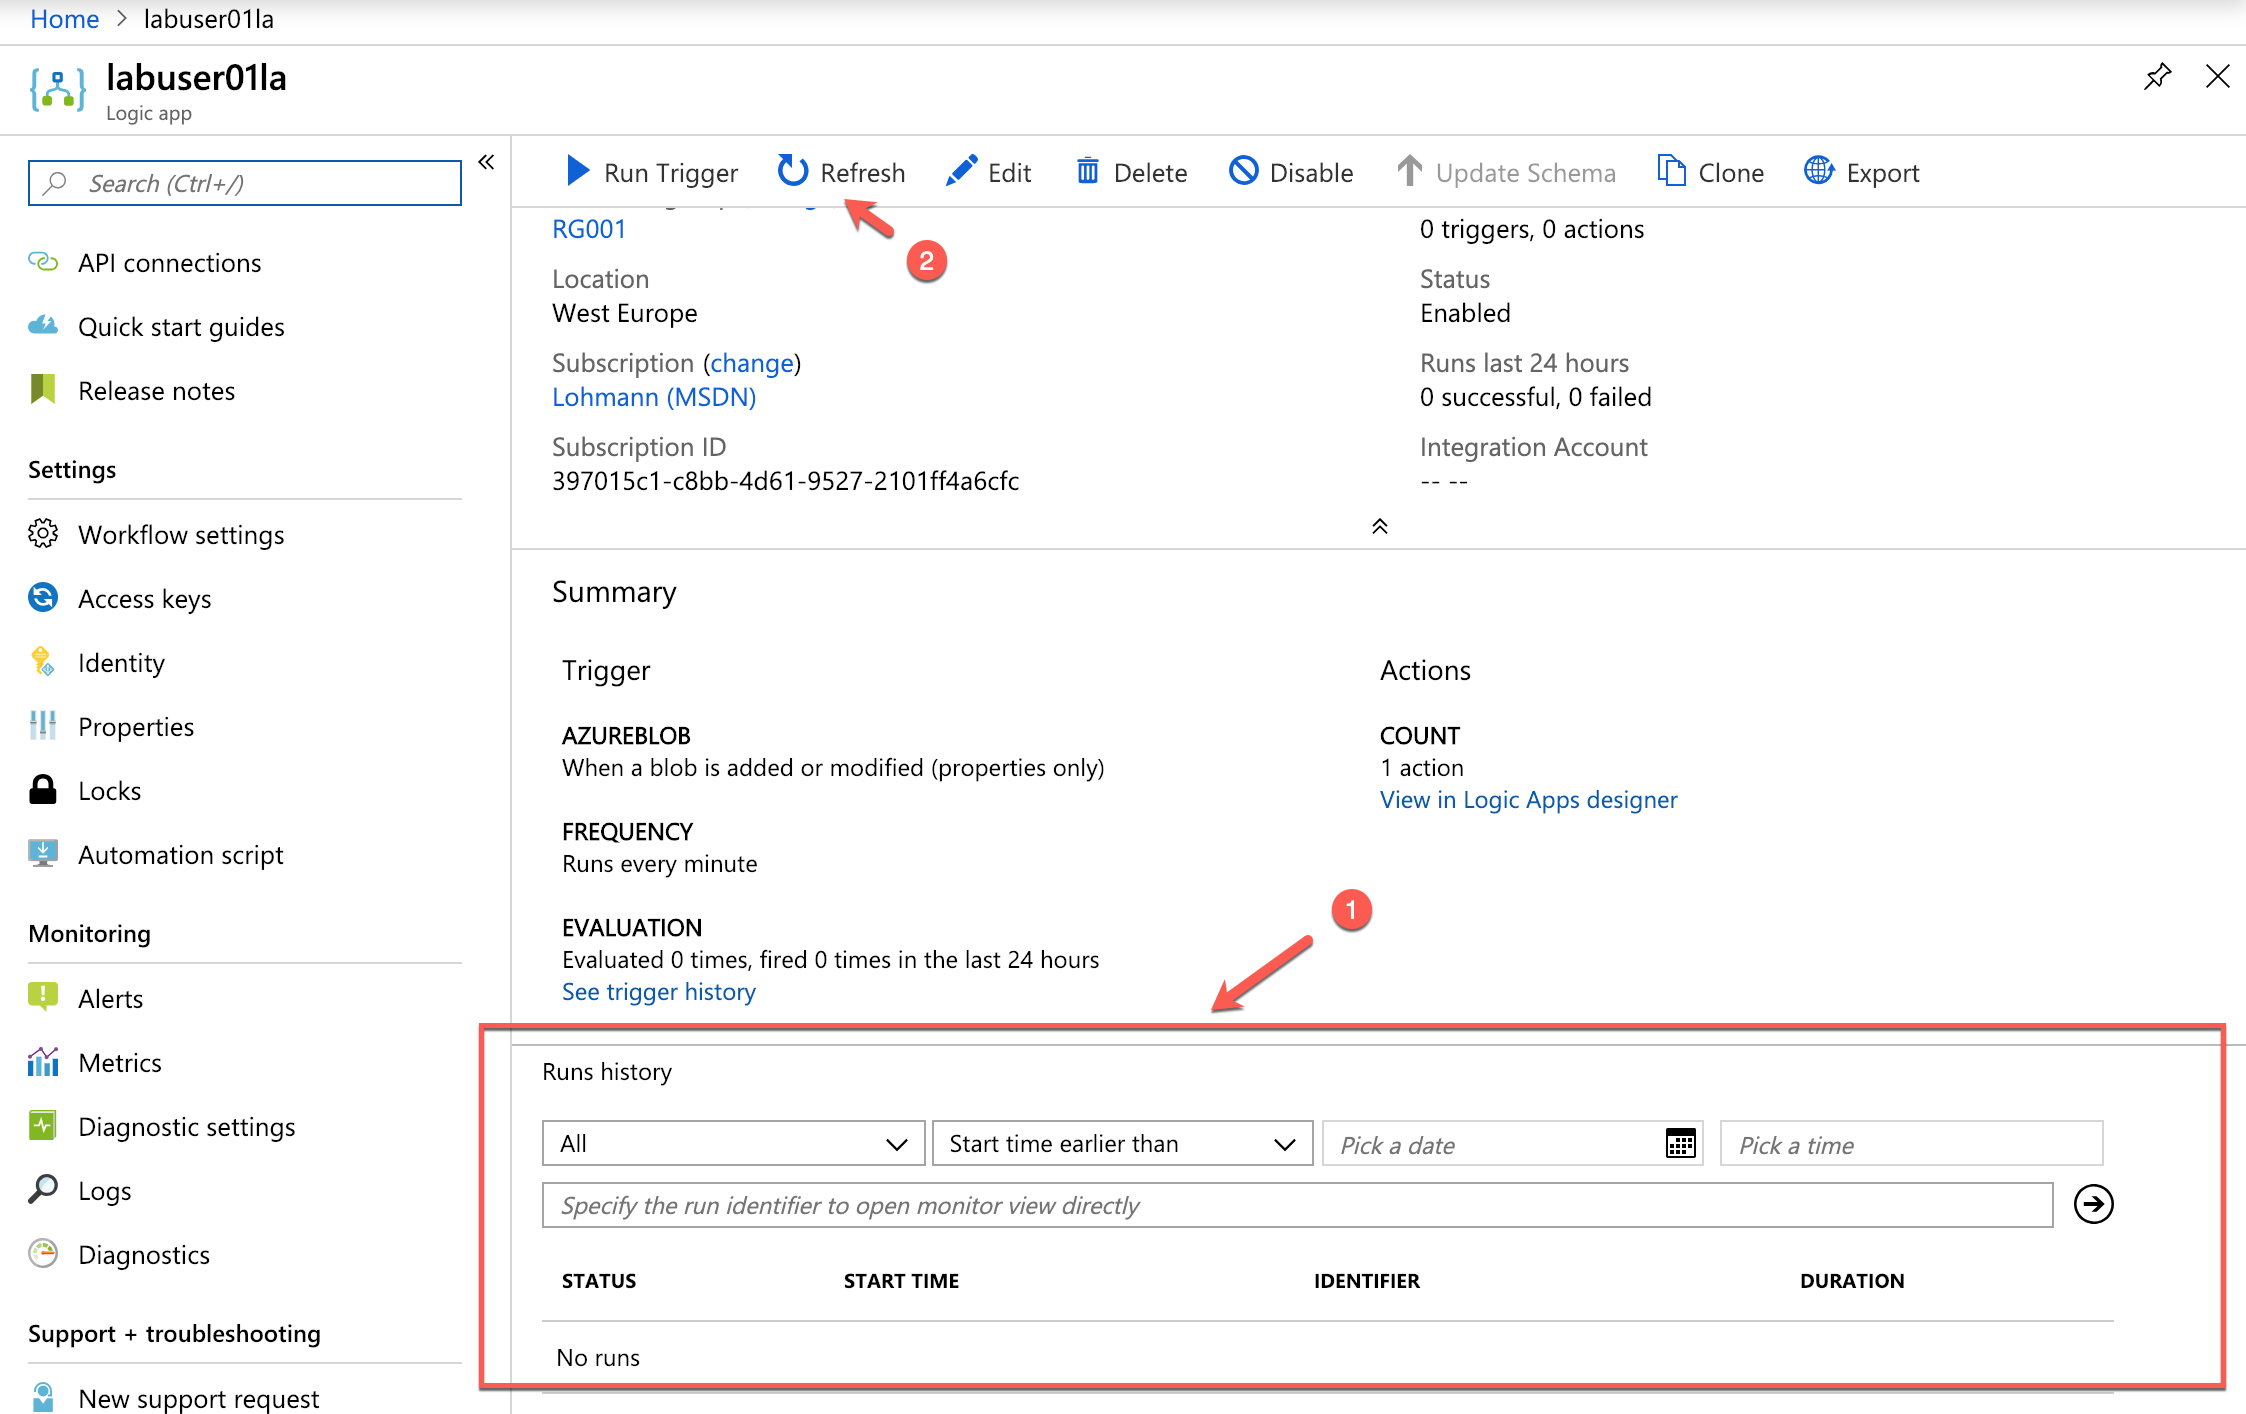 Home > labuser01la
labuser01la
Logic app
Search (Ctrl+/)
API connections
Quick start guides
Release notes
Settings
Workflow settings
Access keys
Identity
Properties
Locks
Automation script
Monitoring
Alerts
Metrics
Diagnostic settings
Logs
Diagnostics
Support + troubleshooting
New support request
Run Trigger Refresh Edit Delete Disable Update Schema Clone Export
2
RG001
Location
West Europe
Subscription (change)
Lohmann (MSDN)
Subscription ID
397015c1-c8bb-4d61-9527-2101ff4a6cfc
0 triggers, 0 actions
Status
Enabled
Runs last 24 hours
0 successful, 0 failed
Integration Account
-- --
Summary
Trigger
AZUREBLOB
When a blob is added or modified (properties only)
FREQUENCY
Runs every minute
EVALUATION
Evaluated 0 times, fired 0 times in the last 24 hours
See trigger history
Actions
COUNT
1 action
View in Logic Apps designer
1
Runs history
All Start time earlier than Pick a date Pick a time
Specify the run identifier to open monitor view directly
STATUS START TIME IDENTIFIER DURATION
No runs